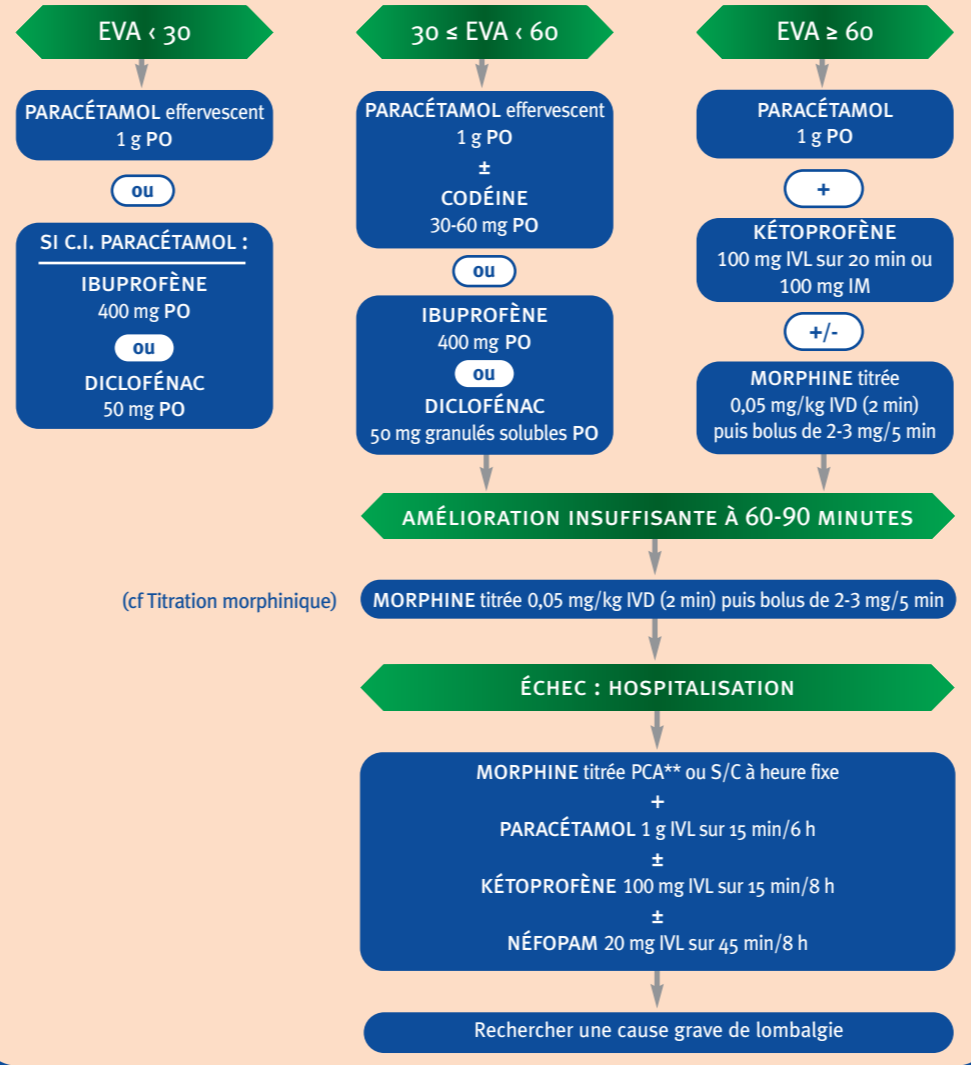 EVA < 30
PARACÉTAMOL effervescent
1 g PO
ou
SI C.I. PARACÉTAMOL :
IBUPROFÈNE
400 mg PO
ou
DICLOFÉNAC
50 mg PO
30 ≤ EVA < 60
PARACÉTAMOL effervescent
1 g PO
±
CODÉINE
30-60 mg PO
ou
IBUPROFÈNE
400 mg PO
ou
DICLOFÉNAC
50 mg granulés solubles PO
EVA ≥ 60
PARACÉTAMOL
1 g PO
+
KÉTOPROFÈNE
100 mg IVL sur 20 min ou
100 mg IM
+/-
MORPHINE titrée
0,05 mg/kg IVD (2 min)
puis bolus de 2-3 mg/5 min
AMÉLIORATION INSUFFISANTE À 60-90 MINUTES
(cf Titration morphinique)
MORPHINE titrée 0,05 mg/kg IVD (2 min) puis bolus de 2-3 mg/5 min
ÉCHEC : HOSPITALISATION
MORPHINE titrée PCA** ou S/C à heure fixe
+
PARACÉTAMOL 1 g IVL sur 15 min/6 h
±
KÉTOPROFÈNE 100 mg IVL sur 15 min/8 h
±
NÉFOPAM 20 mg IVL sur 45 min/8 h
Rechercher une cause grave de lombalgie